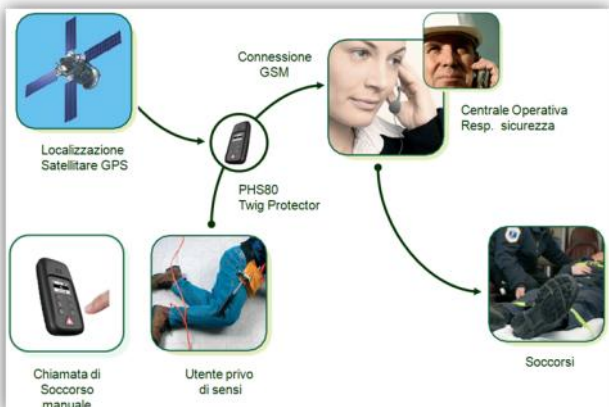 Connessione
GSM
Localizzazione
Satellitare GPS
Centrale Operativa
Resp. sicurezza
PHS80
Twig Protector
Chiamata di
Soccorso
manuale
Utente privo
di sensi
Soccorsi